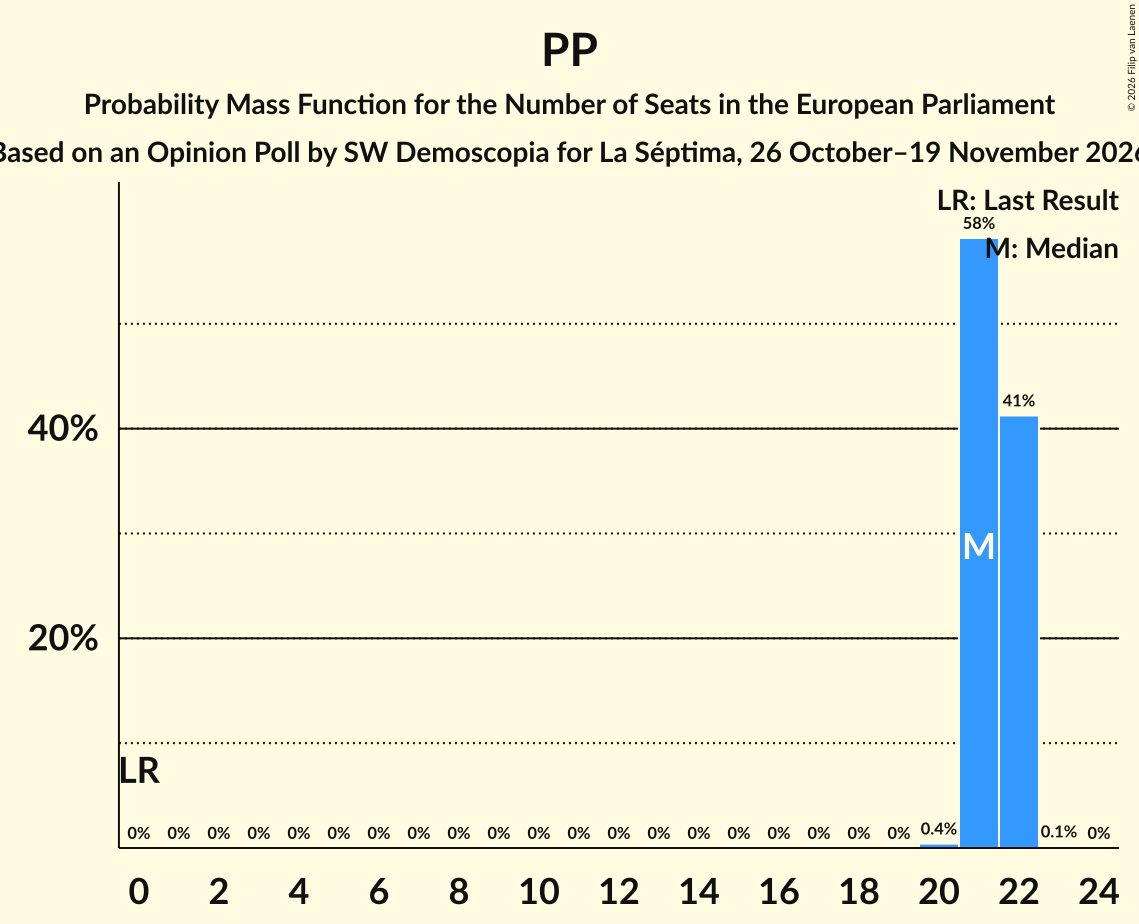 PP
Probability Mass Function for the Number of Seats in the European Parliament
Based on an Opinion Poll by SW Demoscopia for La Séptima, 26 October–19 November 2026
© 2026 Filip van Laenen
LR: Last Result
M: Median
58%
41%
40%
20%
M
LR
0% 0% 0% 0% 0% 0% 0% 0% 0% 0% 0% 0% 0% 0% 0% 0% 0% 0% 0% 0% 0.4% 0.1% 0%
0 2 4 6 8 10 12 14 16 18 20 22 24